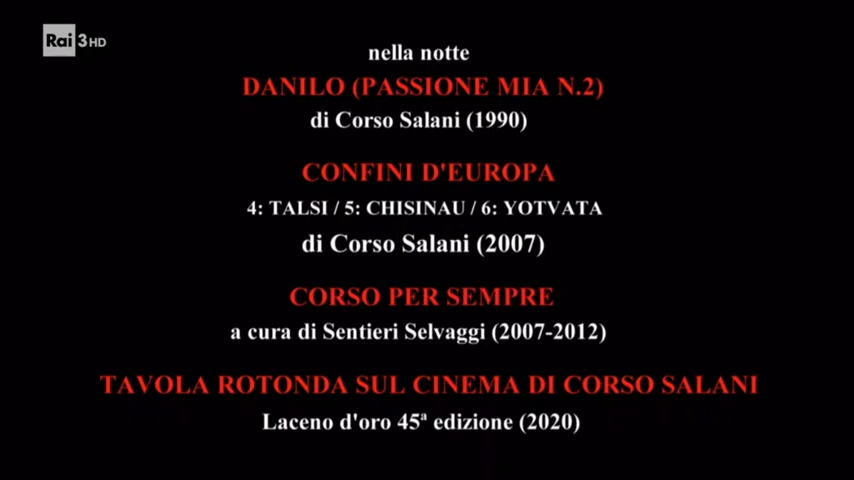 Rai 3HD
nella notte
DANILO (PASSIONE MIA N.2)
di Corso Salani (1990)
CONFINI D'EUROPA
4: TALSI / 5: CHISINAU / 6: YOTVATA
di Corso Salani (2007)
CORSO PER SEMPRE
a cura di Sentieri Selvaggi (2007-2012)
TAVOLA ROTONDA SUL CINEMA DI CORSO SALANI
Laceno d'oro 45ª edizione (2020)